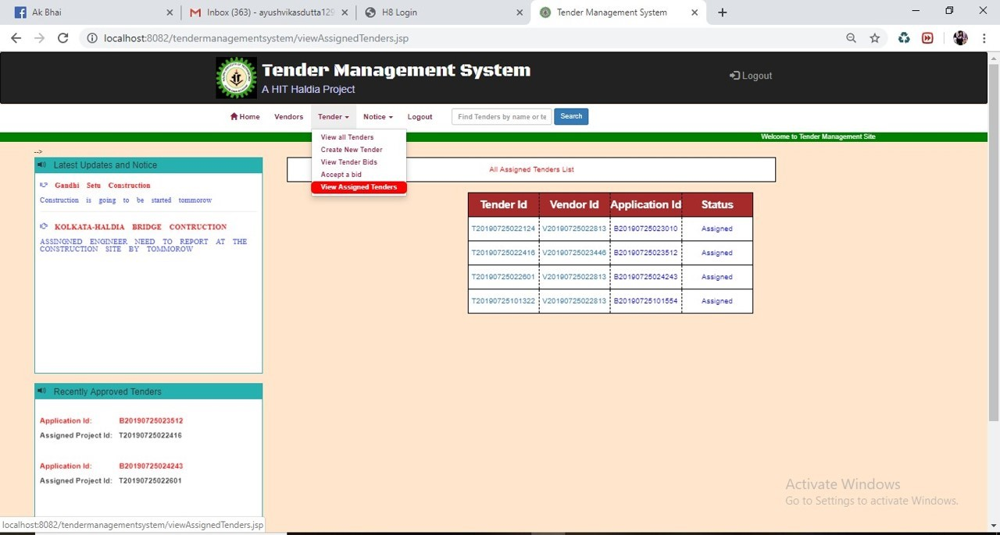 Ak Bhai
Inbox (363) - ayushvikasdutta129
H8 Login
Tender Management System
localhost:8082/tendermanagementsystem/viewAssignedTenders.jsp
Tender Management System
A HIT Haldia Project
Logout
Home Vendors Tender Notice Logout Find Tenders by name or te Search
View all Tenders
Create New Tender
View Tender Bids
Accept a bid
View Assigned Tenders
Welcome to Tender Management Site
-->
Latest Updates and Notice
Gandhi Setu Construction
Construction is going to be started tommorow
KOLKATA-HALDIA BRIDGE CONTRUCTION
ASSINGNED ENGINEER NEED TO REPORT AT THE
CONSTRUCTION SITE BY TOMMOROW
All Assigned Tenders List
Tender Id Vendor Id Application Id Status
T20190725022124 V20190725022813 B20190725023010 Assigned
T20190725022416 V20190725023446 B20190725023512 Assigned
T20190725022601 V20190725022813 B20190725024243 Assigned
T20190725101322 V20190725022813 B20190725101554 Assigned
Recently Approved Tenders
Application Id: B20190725023512
Assigned Project Id: T20190725022416
Application Id: B20190725024243
Assigned Project Id: T20190725022601
Activate Windows
Go to Settings to activate Windows.
localhost:8082/tendermanagementsystem/viewAssignedTenders.jsp